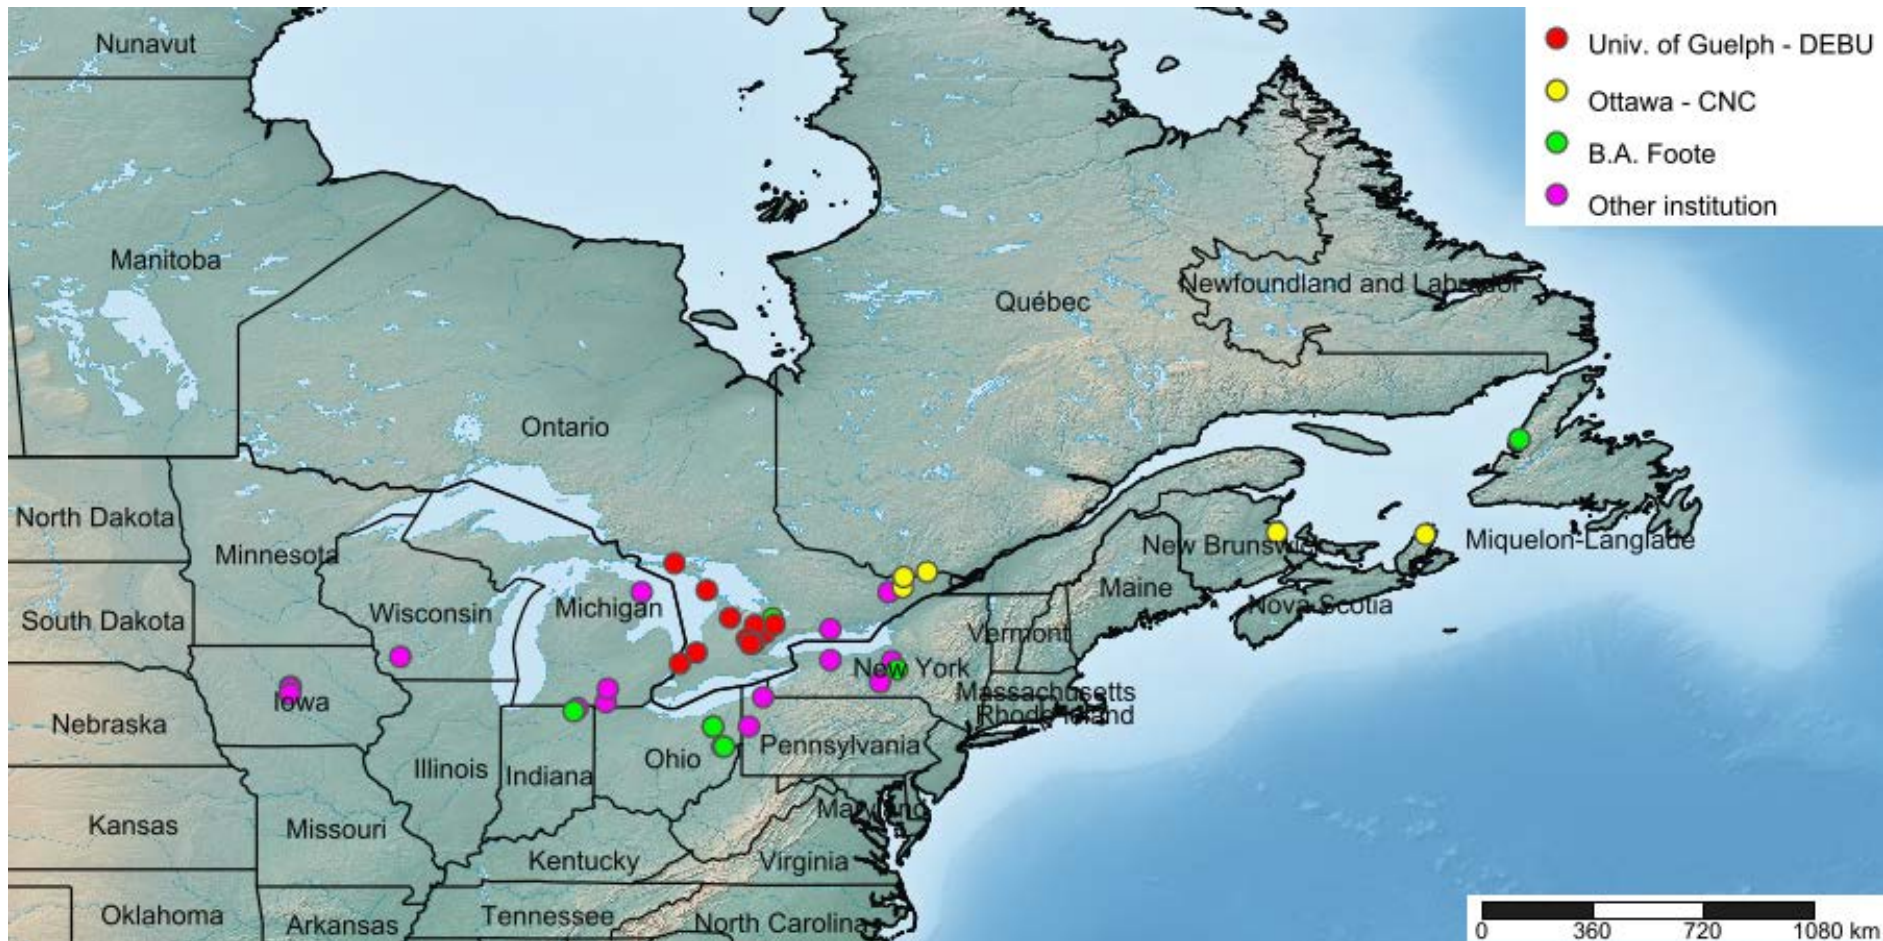 Nunavut
Univ. of Guelph - DEBU
Ottawa - CNC
B.A. Foote
Other institution
Manitoba
Newfoundland and Labrador
Québec
Ontario
North Dakota
Minnesota
New Brunswick
Miquelon-Langlade
Maine
Nova Scotia
South Dakota
Wisconsin
Michigan
Vermont
New York
Massachusetts
Rhode Island
Iowa
Nebraska
Pennsylvania
Ohio
Illinois
Indiana
Maryland
Kansas
Missouri
Kentucky
Virginia
Oklahoma
Arkansas
Tennessee
North Carolina
0 360 720 1080 km